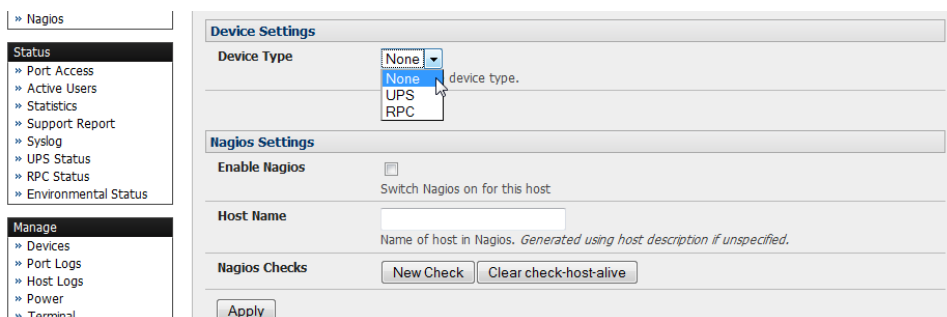 » Nagios
Status
» Port Access
» Active Users
» Statistics
» Support Report
» Syslog
» UPS Status
» RPC Status
» Environmental Status
Manage
» Devices
» Port Logs
» Host Logs
» Power
» Terminal
Device Settings
Device Type
None
None
device type.
UPS
RPC
Nagios Settings
Enable Nagios
Switch Nagios on for this host
Host Name
Name of host in Nagios. Generated using host description if unspecified.
Nagios Checks
New Check
Clear check-host-alive
Apply